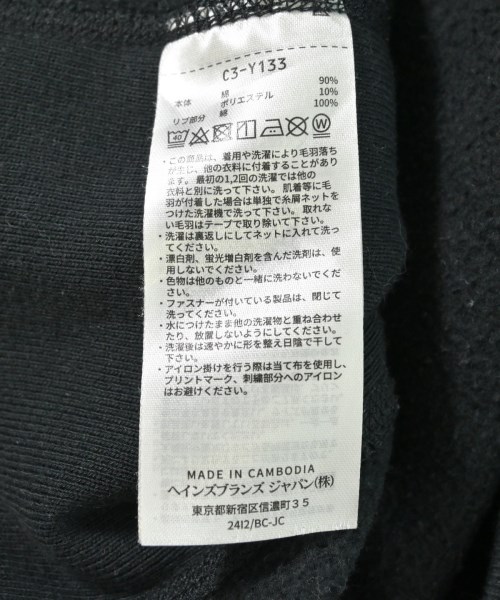 C3-Y133
本体 綿 90%
ポリエステル 10%
リブ部分 綿 100%
40 W
・この商品は、着用や洗濯により毛羽落ち
が生じ、他の衣料に付着することがあり
ます。最初の1,2回の洗濯では他の
衣料と別に洗って下さい。肌着等に毛
羽が付着した場合は単独で糸屑ネットを
つけた洗濯機で洗って下さい。取れな
い毛羽はテープで取り除いて下さい。
・洗濯は裏返しにしてネットに入れて洗っ
てください。
・漂白剤、蛍光増白剤を含んだ洗剤は、使
用しないでください。
・色物は他のものと一緒に洗わないでくだ
さい。
・ファスナーが付いている製品は、閉じて
洗ってください。
・水につけたまま他の洗濯物と重ね合わせ
たり、放置しないようにしてください。
・洗濯後は速やかに形を整え日陰で干して
下さい。
・アイロン掛けを行う際は当て布を使用し、
プリントマーク、刺繍部分へのアイロン
はお避けください。
MADE IN CAMBODIA
ヘインズブランズ ジャパン(株)
東京都新宿区信濃町35
2412/BC-JC